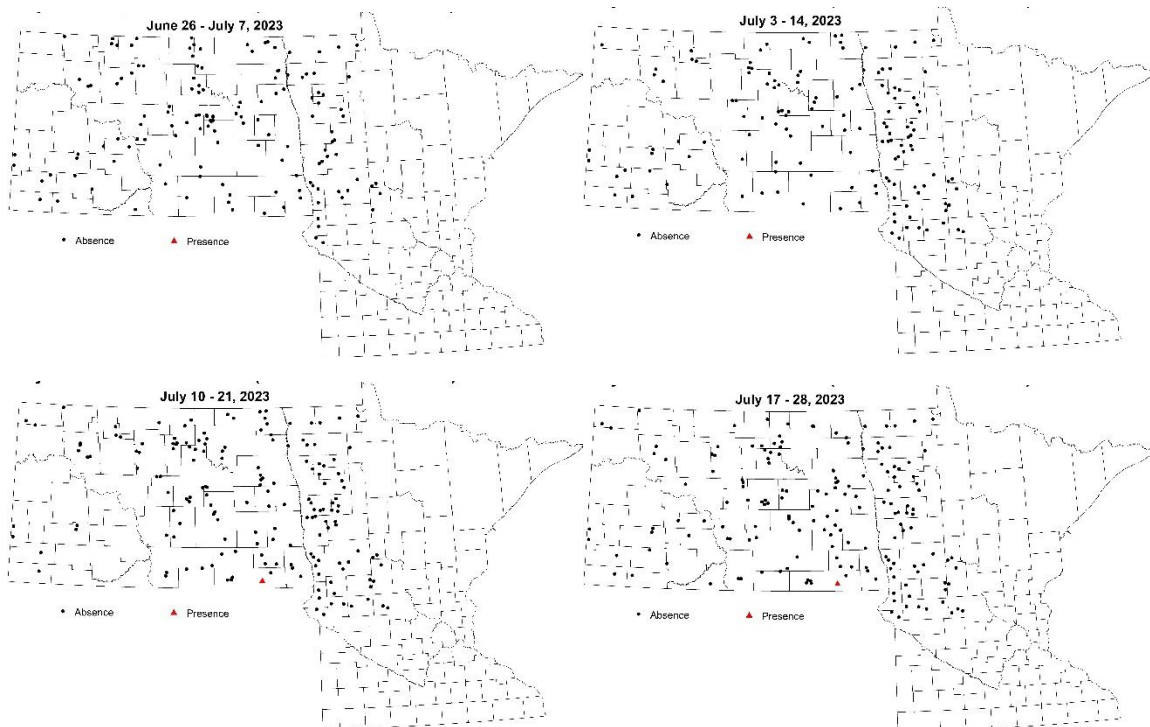 June 26 - July 7, 2023
July 3 - 14, 2023
Absence
Presence
Absence
Presence
July 10 - 21, 2023
July 17 - 28, 2023
Absence
Presence
Absence
Presence